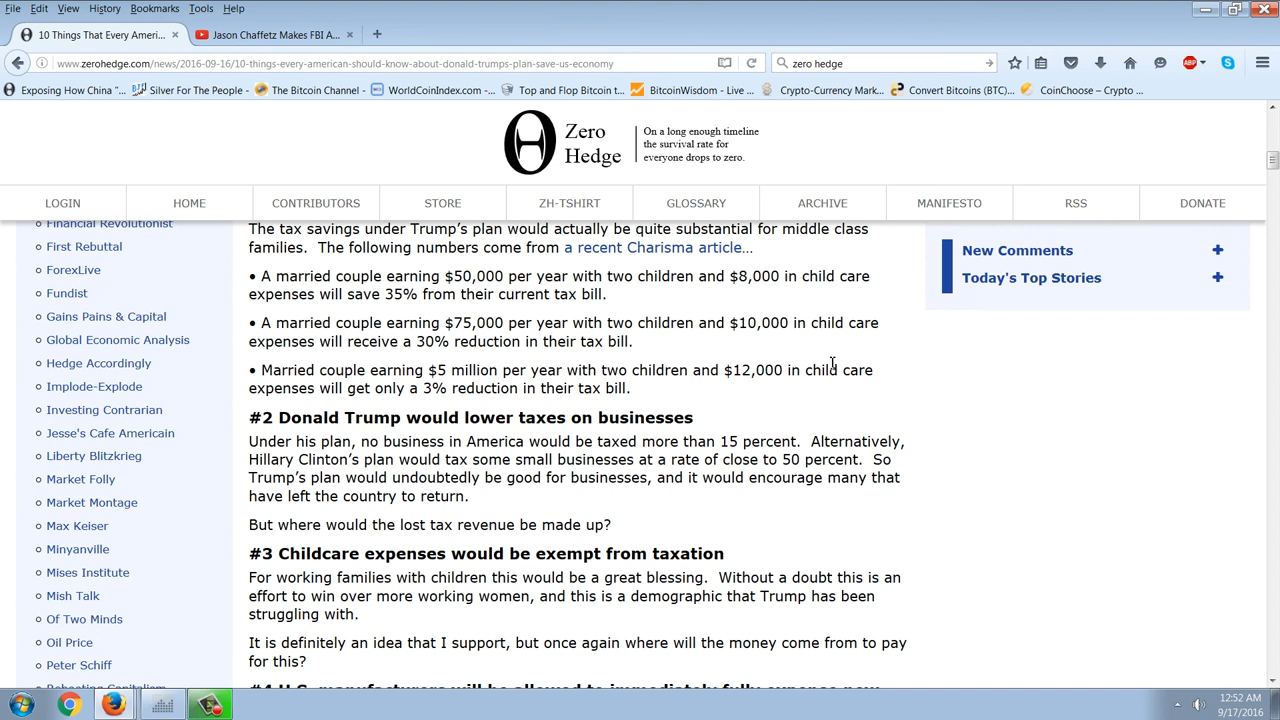 File Edit View History Bookmarks Tools Help
10 Things That Every Ameri... × Jason Chaffetz Makes FBI A... × +
www.zerohedge.com/news/2016-09-16/10-things-every-american-should-know-about-donald-trumps-plan-save-us-economy zero hedge ABP
Exposing How China "... Silver For The People - The Bitcoin Channel - WorldCoinIndex.com -... Top and Flop Bitcoin t... BitcoinWisdom - Live ... Crypto-Currency Mark... Convert Bitcoins (BTC)... CoinChoose – Crypto ...
Zero
Hedge
On a long enough timeline
the survival rate for
everyone drops to zero.
LOGIN HOME CONTRIBUTORS STORE ZH-TSHIRT GLOSSARY ARCHIVE MANIFESTO RSS DONATE
Financial Revolutionist
First Rebuttal
ForexLive
Fundist
Gains Pains & Capital
Global Economic Analysis
Hedge Accordingly
Implode-Explode
Investing Contrarian
Jesse's Cafe Americain
Liberty Blitzkrieg
Market Folly
Market Montage
Max Keiser
Minyanville
Mises Institute
Mish Talk
Of Two Minds
Oil Price
Peter Schiff
Rebooting Capitalism
The tax savings under Trump's plan would actually be quite substantial for middle class
families. The following numbers come from a recent Charisma article...
• A married couple earning $50,000 per year with two children and $8,000 in child care
expenses will save 35% from their current tax bill.
• A married couple earning $75,000 per year with two children and $10,000 in child care
expenses will receive a 30% reduction in their tax bill.
• Married couple earning $5 million per year with two children and $12,000 in child care
expenses will get only a 3% reduction in their tax bill.
#2 Donald Trump would lower taxes on businesses
Under his plan, no business in America would be taxed more than 15 percent. Alternatively,
Hillary Clinton's plan would tax some small businesses at a rate of close to 50 percent. So
Trump's plan would undoubtedly be good for businesses, and it would encourage many that
have left the country to return.
But where would the lost tax revenue be made up?
#3 Childcare expenses would be exempt from taxation
For working families with children this would be a great blessing. Without a doubt this is an
effort to win over more working women, and this is a demographic that Trump has been
struggling with.
It is definitely an idea that I support, but once again where will the money come from to pay
for this?
#4 U.S. manufacturers will be allowed to immediately fully expense new
New Comments +
Today's Top Stories +
12:52 AM
9/17/2016